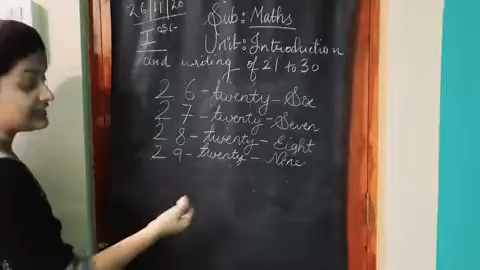 26/11/20
Sub: Maths
I
Unit: Introduction
and writing of 21 to 30
26 - twenty - Six
27 - twenty - Seven
28 - twenty - Eight
29 - twenty - Nine